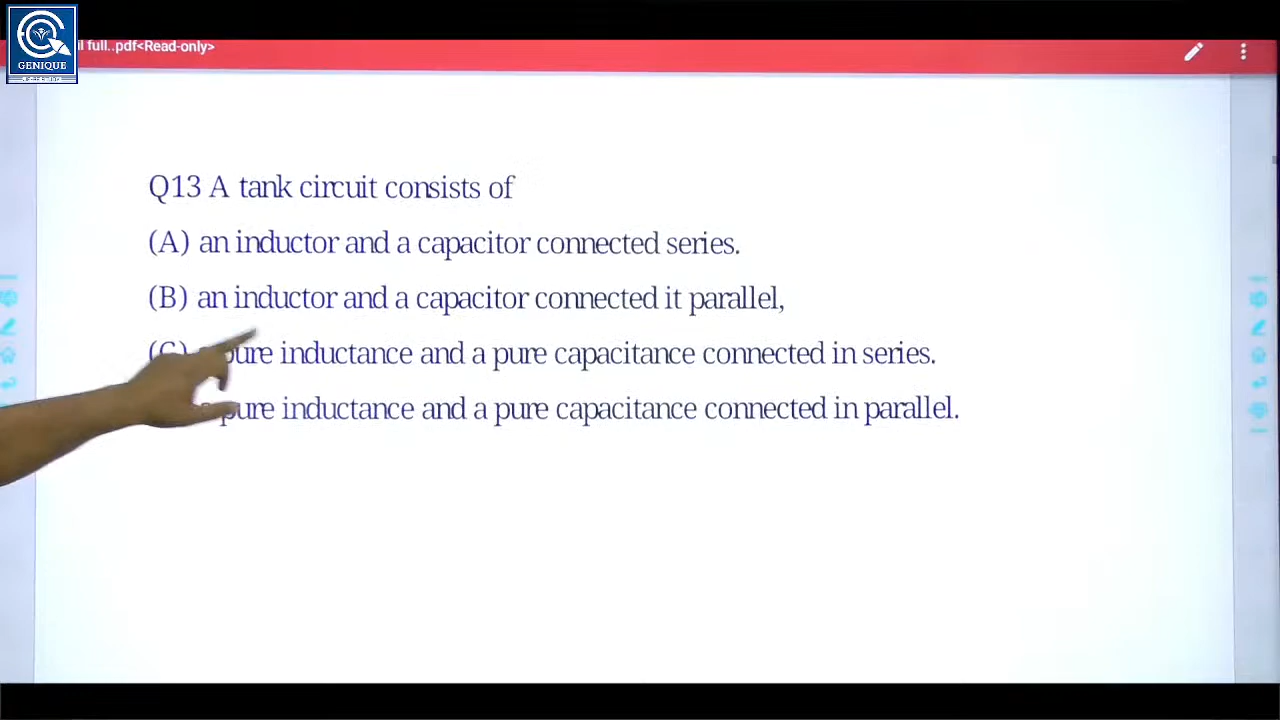 GENIQUE
full..pdf<Read-only>
Q13 A tank circuit consists of
(A) an inductor and a capacitor connected series.
(B) an inductor and a capacitor connected it parallel,
(C) pure inductance and a pure capacitance connected in series.
pure inductance and a pure capacitance connected in parallel.